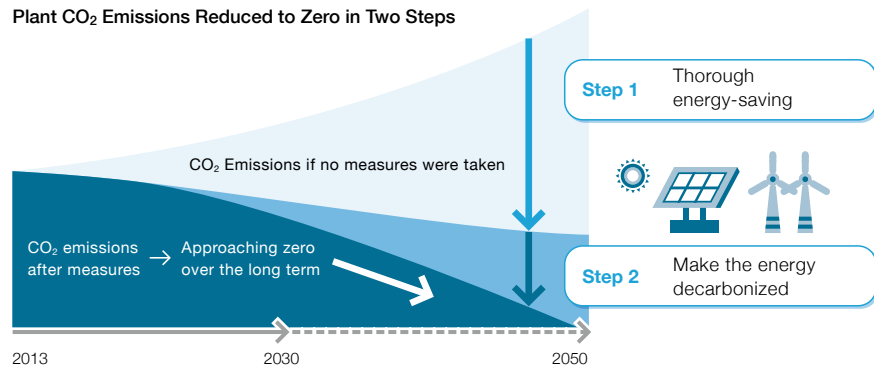 Plant CO₂ Emissions Reduced to Zero in Two Steps
Step 1
Thorough
energy-saving
CO₂ Emissions if no measures were taken
CO₂ emissions
after measures
→
Approaching zero
over the long term
Step 2
Make the energy
decarbonized
2013
2030
2050